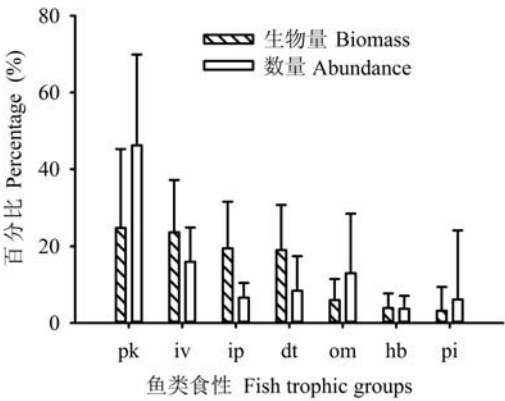 80
生物量 Biomass
数量 Abundance
60
40
20
0
百分比 Percentage (%)
pk iv ip dt om hb pi
鱼类食性 Fish trophic groups